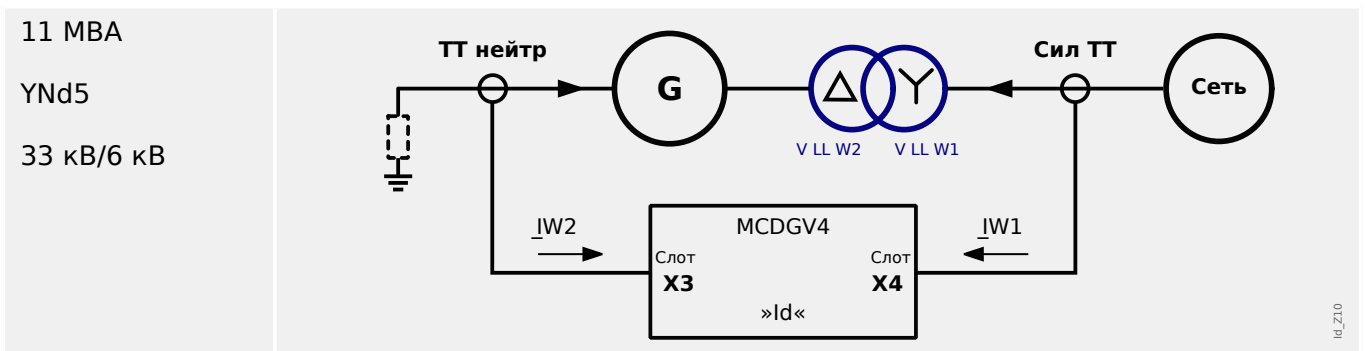 11 МВА
YNd5
33 кВ/6 кВ
ТТ нейтр
Сил ТТ
G
Сеть
V LL W2
V LL W1
IW2
MCDGV4
IW1
Слот
Слот
X3
X4
»Id«
Id_Z10